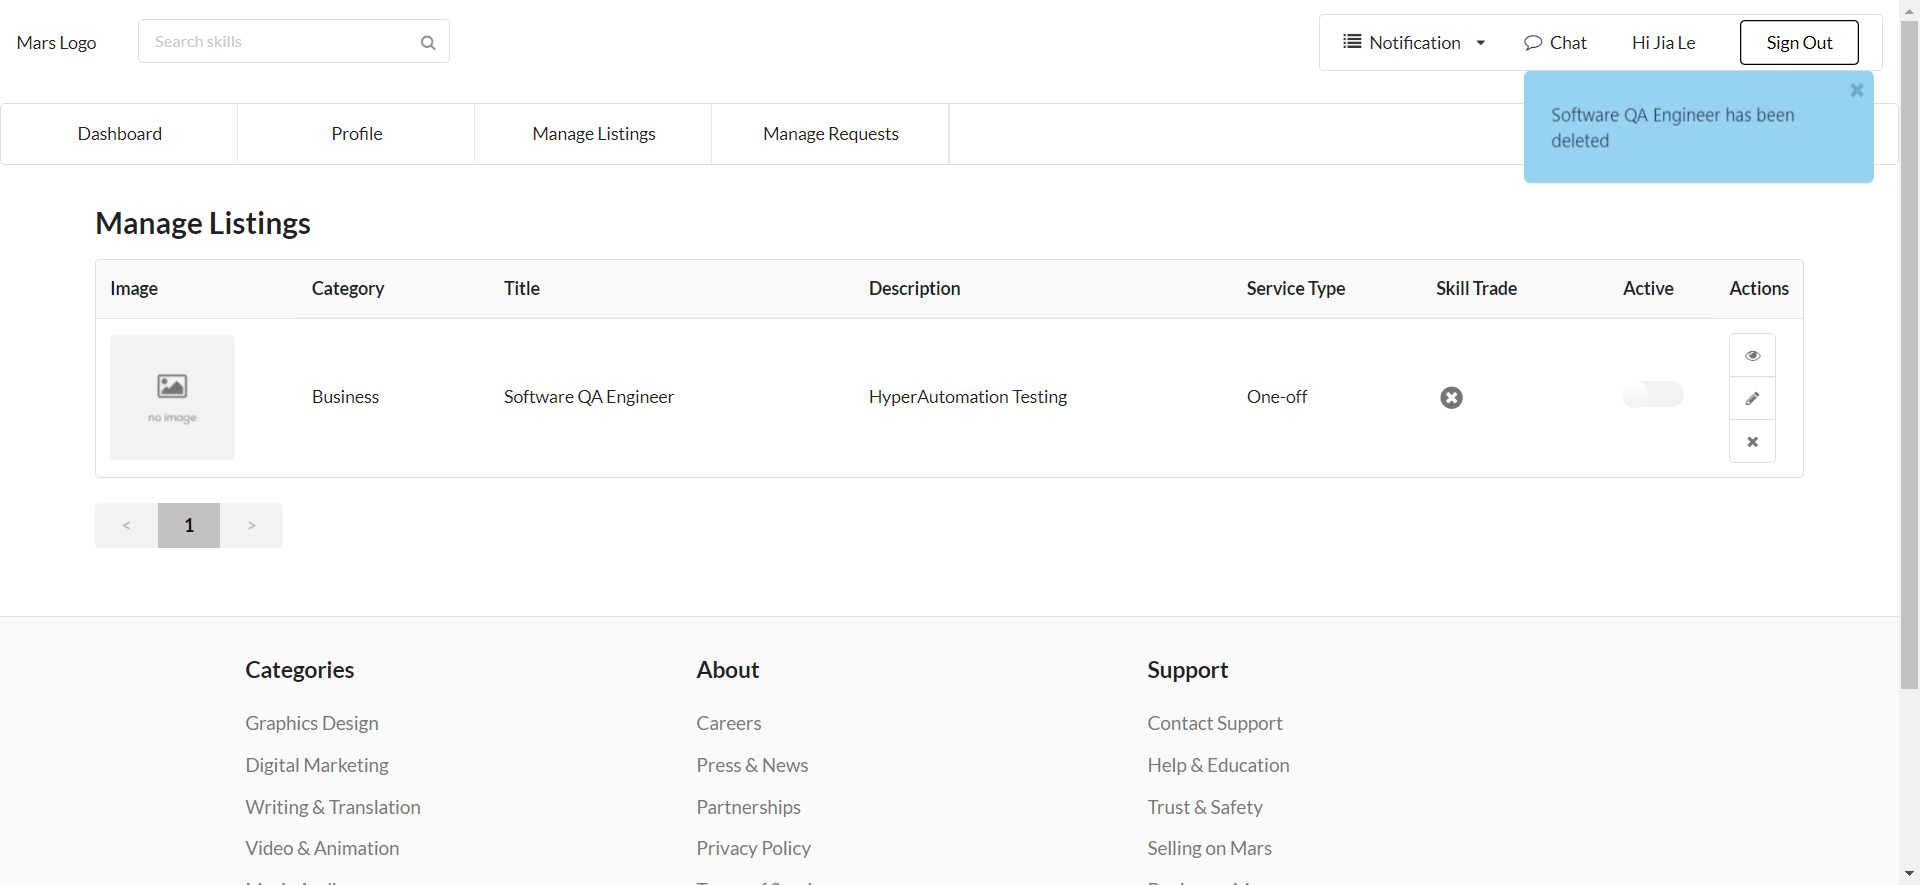 Mars Logo
Search skills
Notification
Chat
Hi Jia Le
Sign Out
Software QA Engineer has been
deleted
Dashboard
Profile
Manage Listings
Manage Requests
Manage Listings
Image Category Title Description Service Type Skill Trade Active Actions
no image
Business Software QA Engineer HyperAutomation Testing One-off
< 1 >
Categories
Graphics Design
Digital Marketing
Writing & Translation
Video & Animation
About
Careers
Press & News
Partnerships
Privacy Policy
Support
Contact Support
Help & Education
Trust & Safety
Selling on Mars